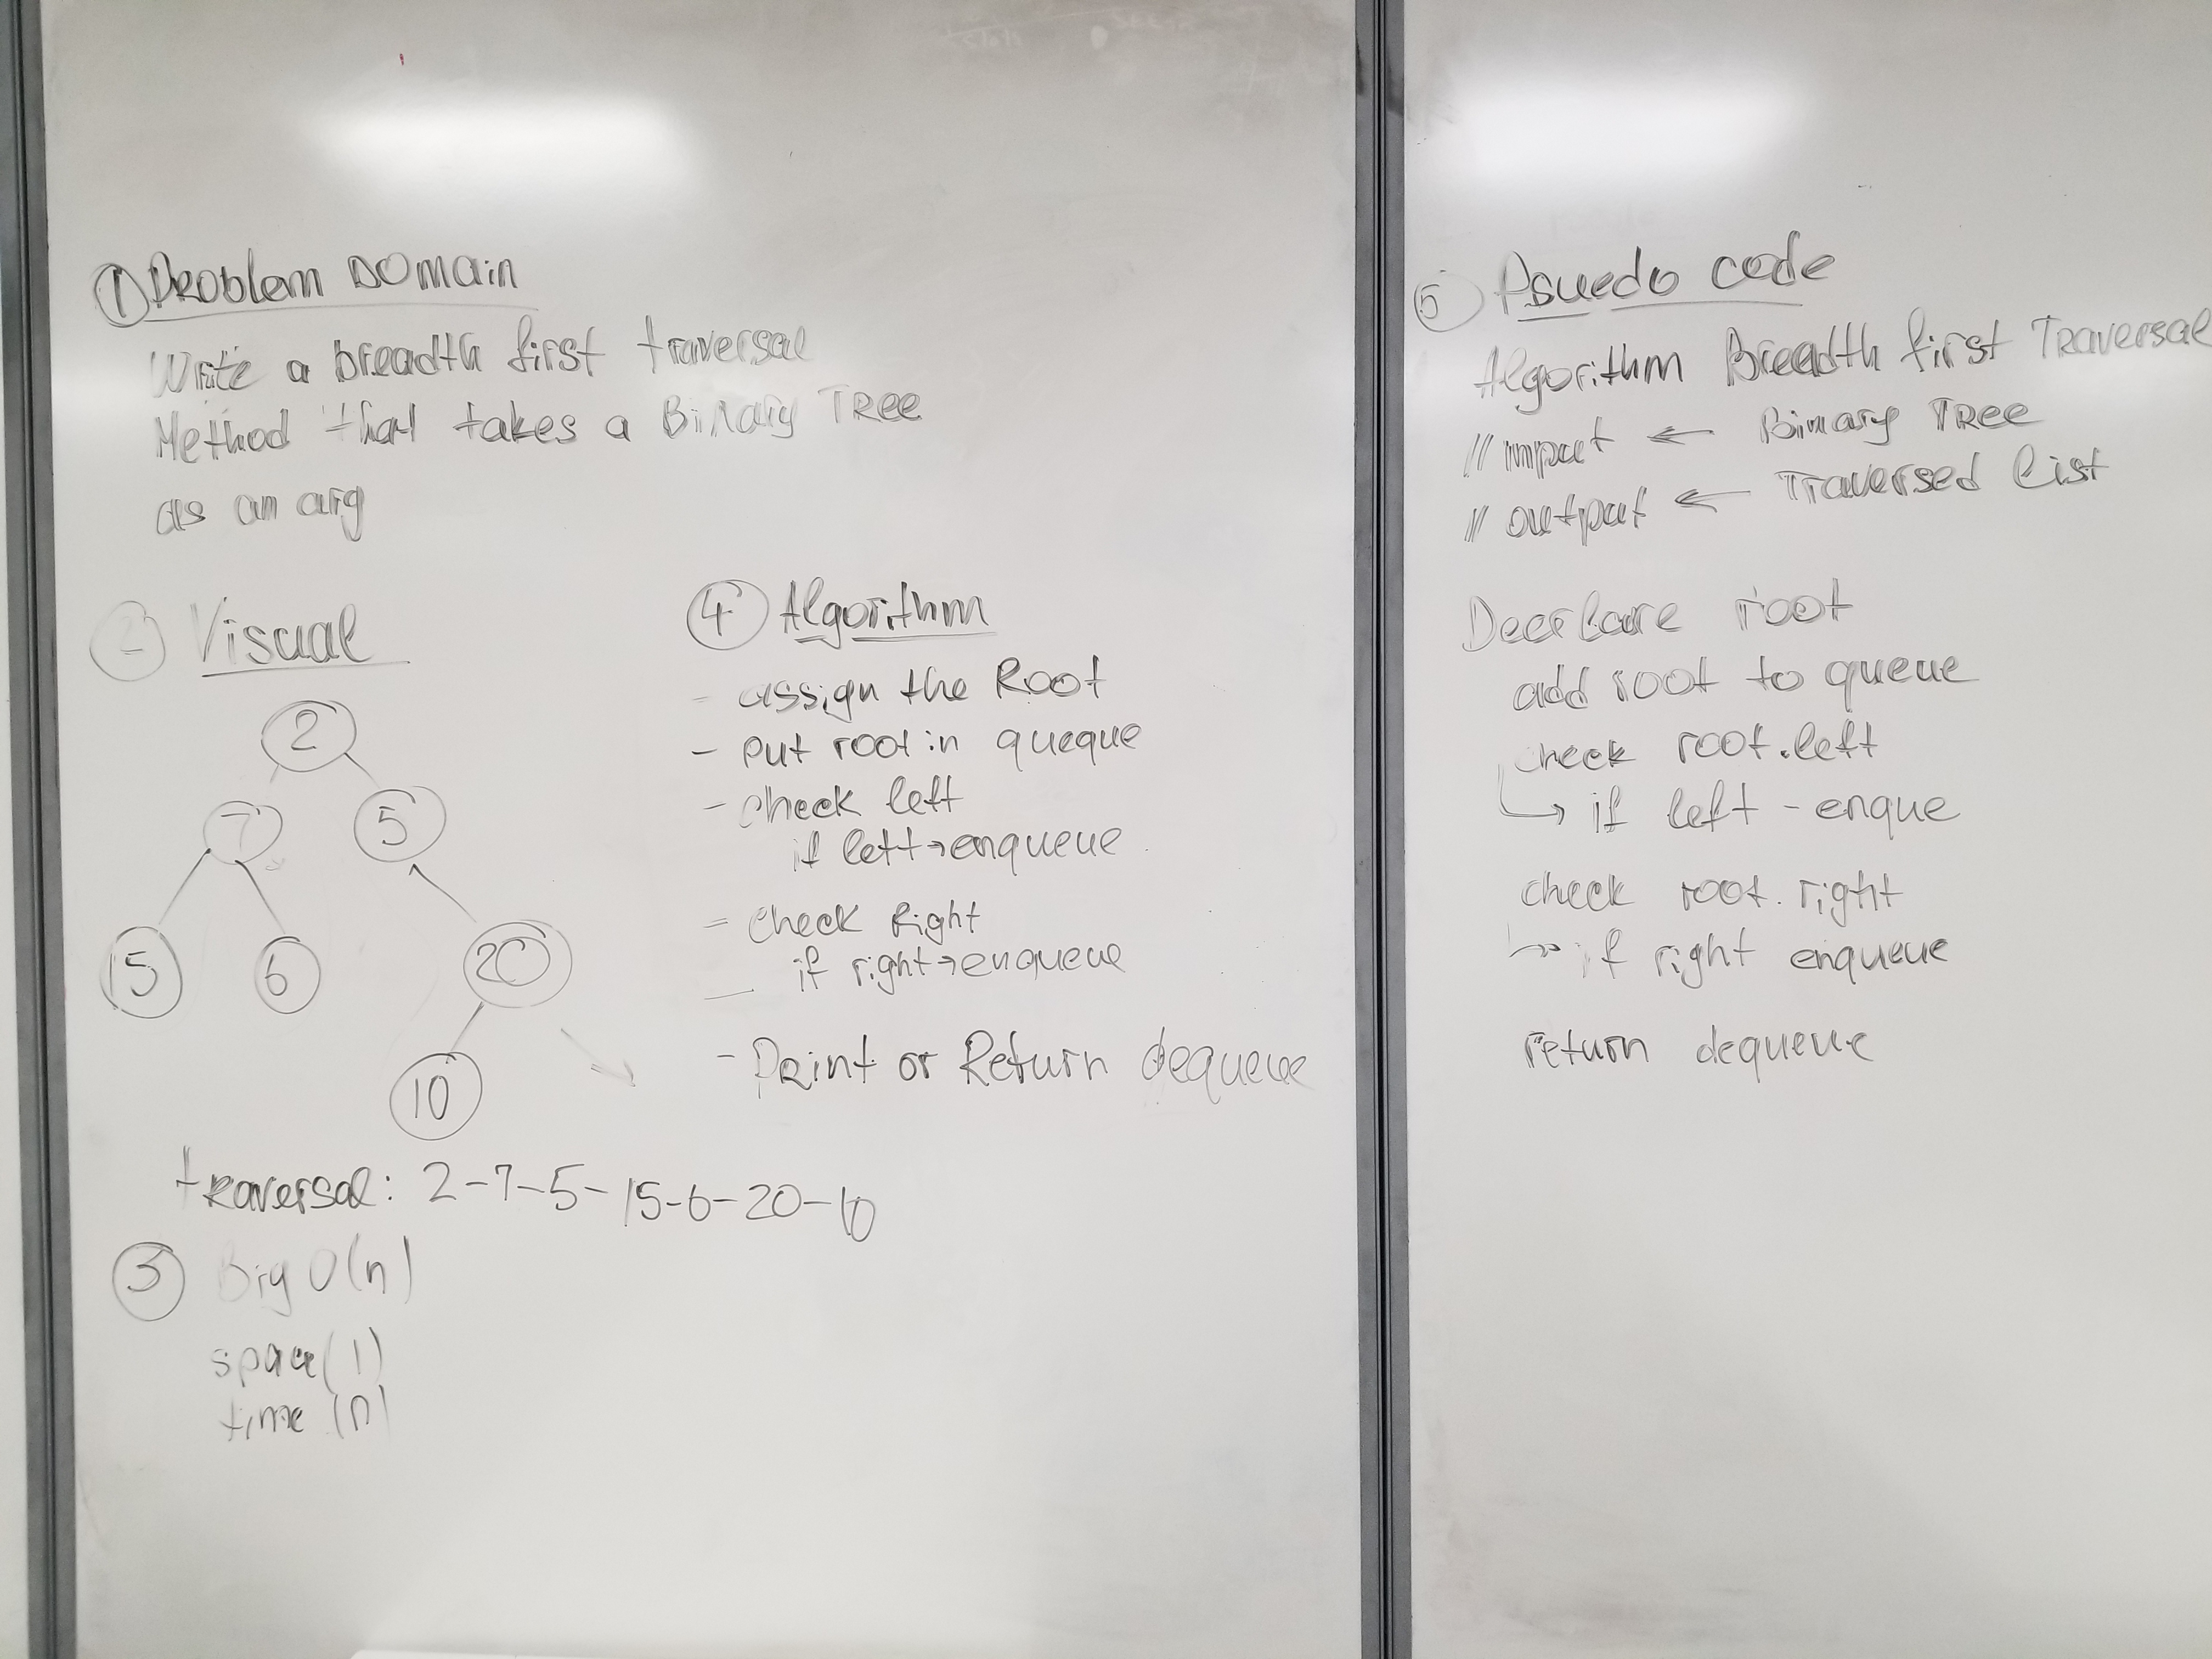 ① Problem Domain
Write a breadth first traversal
Method that takes a Binary Tree
as an arg
② Visual
2
7 5
15 6 20
10
traversal: 2-7-5-15-6-20-10
③ Big O(n)
space(1)
time (n)
④ Algorithm
- assign the Root
- put root in queque
- check left
if left→enqueue
- check Right
if right→enqueue
- Print or Return dequeue
⑤ Psuedo code
Algorithm Breadth first Traversal
// input ← Binary Tree
// output ← Traversed list
root
add root to queue
check root.left
↳ if left - enque
check root.right
↳ if right enqueue
return dequeue